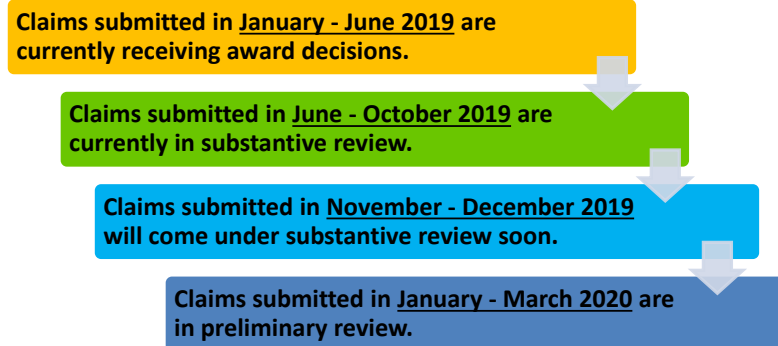 Claims submitted in January - June 2019 are
currently receiving award decisions.
Claims submitted in June - October 2019 are
currently in substantive review.
Claims submitted in November - December 2019
will come under substantive review soon.
Claims submitted in January - March 2020 are
in preliminary review.